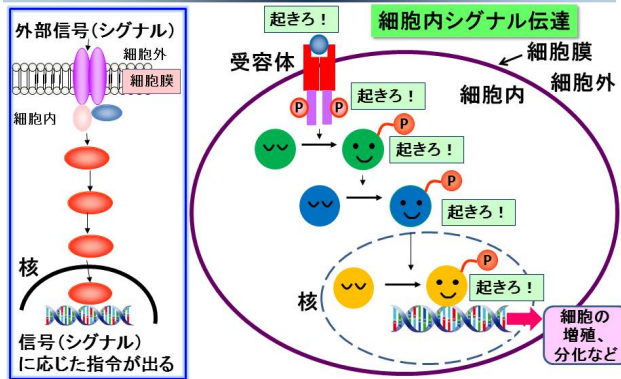 外部信号(シグナル)
細胞外
細胞膜
細胞内
核
信号(シグナル)
に応じた指令が出る
細胞内シグナル伝達
起きろ!
受容体
細胞膜
細胞外
細胞内
P
P
起きろ!
P
起きろ!
P
起きろ!
核
P
起きろ!
細胞の
増殖、
分化など